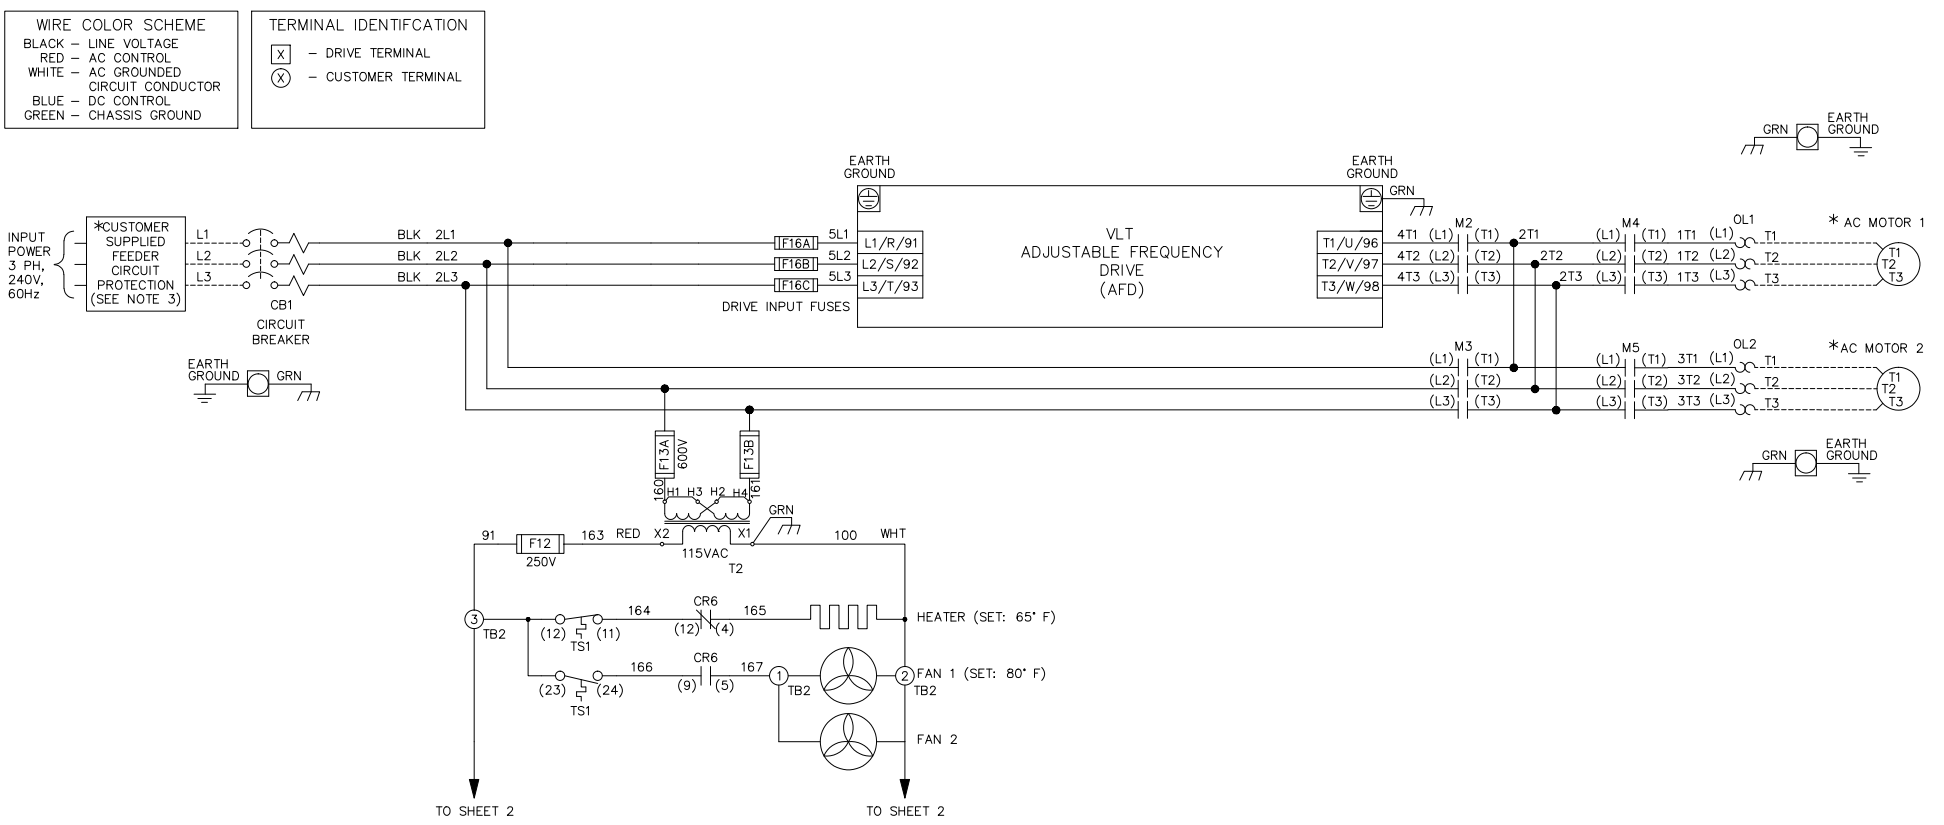 WIRE COLOR SCHEME
BLACK – LINE VOLTAGE
RED – AC CONTROL
WHITE – AC GROUNDED
CIRCUIT CONDUCTOR
BLUE – DC CONTROL
GREEN – CHASSIS GROUND
TERMINAL IDENTIFCATION
X – DRIVE TERMINAL
X – CUSTOMER TERMINAL
INPUT
POWER
3 PH,
240V,
60Hz
*CUSTOMER
SUPPLIED
FEEDER
CIRCUIT
PROTECTION
(SEE NOTE 3)
L1
L2
L3
CB1
CIRCUIT
BREAKER
EARTH
GROUND
GRN
BLK 2L1
BLK 2L2
BLK 2L3
F16A 5L1
F16B 5L2
F16C 5L3
DRIVE INPUT FUSES
EARTH
GROUND
L1/R/91
L2/S/92
L3/T/93
VLT
ADJUSTABLE FREQUENCY
DRIVE
(AFD)
EARTH
GROUND
GRN
T1/U/96
T2/V/97
T3/W/98
M2
4T1 (L1) (T1) 2T1
4T2 (L2) (T2) 2T2
4T3 (L3) (T3) 2T3
M4
(L1) (T1) 1T1 (L1)
(L2) (T2) 1T2 (L2)
(L3) (T3) 1T3 (L3)
OL1
T1
T2
T3
* AC MOTOR 1
T1
T2
T3
GRN
EARTH
GROUND
M3
(L1) (T1)
(L2) (T2)
(L3) (T3)
M5
(L1) (T1) 3T1 (L1)
(L2) (T2) 3T2 (L2)
(L3) (T3) 3T3 (L3)
OL2
T1
T2
T3
*AC MOTOR 2
T1
T2
T3
GRN
EARTH
GROUND
F13A
600V
F13B
160
H1 H3 H2 H4
161
GRN
91 F12 163 RED X2
250V
X1 100 WHT
115VAC
T2
3
TB2
(12) (11)
TS1
164
CR6
(12) (4)
165
HEATER (SET: 65° F)
(23) (24)
TS1
166
CR6
(9) (5)
167
1
TB2
2
TB2
FAN 1 (SET: 80° F)
FAN 2
TO SHEET 2
TO SHEET 2